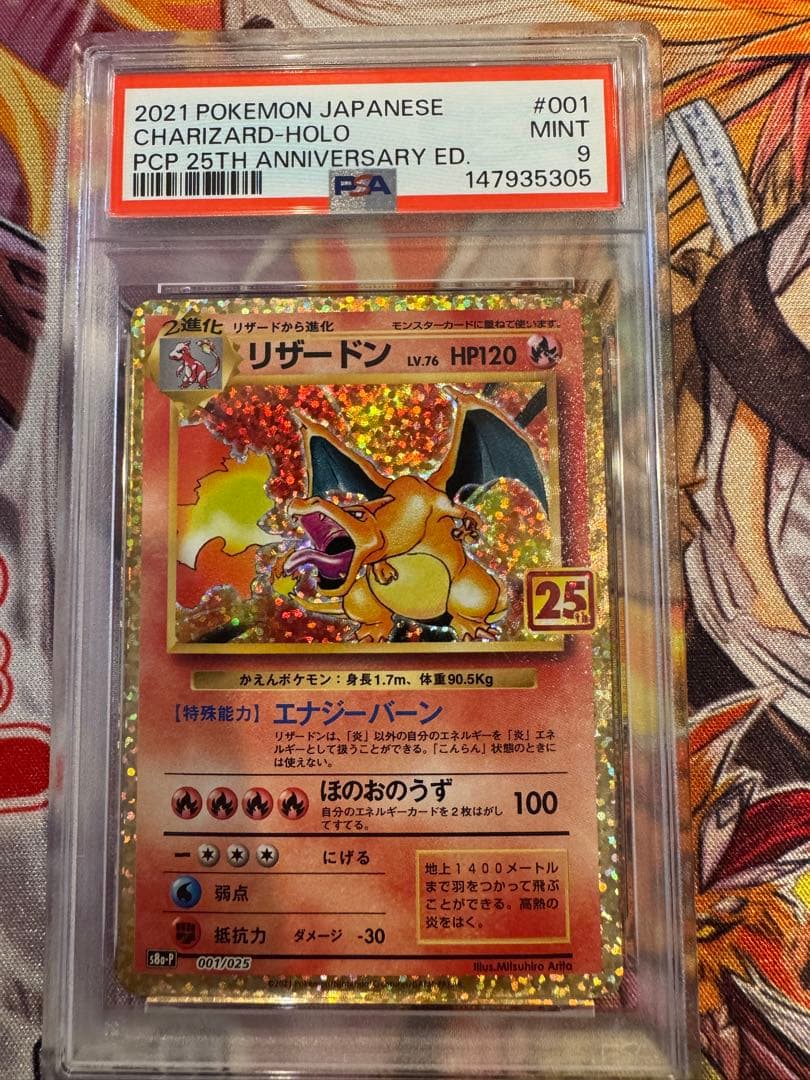 2021 POKEMON JAPANESE #001
CHARIZARD-HOLO MINT
PCP 25TH ANNIVERSARY ED. 9
PSA 147935305
2進化 リザードから進化 モンスターカードに重ねて使います。
リザードン LV.76 HP120
25th
かえんポケモン：身長1.7m、体重90.5Kg
【特殊能力】エナジーバーン
リザードンは、「炎」以外の自分のエネルギーを「炎」エネ
ルギーとして扱うことができる。「こんらん」状態のときに
は使えない。
ほのおのうず 100
自分のエネルギーカードを2枚はがし
てすてる。
ー にげる
弱点
抵抗力 ダメージ -30
地上1400メートル
まで羽をつかって飛ぶ
ことができる。高熱の
炎をはく。
s8a-P 001/025
Illus.Mitsuhiro Arita
©2021 Pokémon/Nintendo